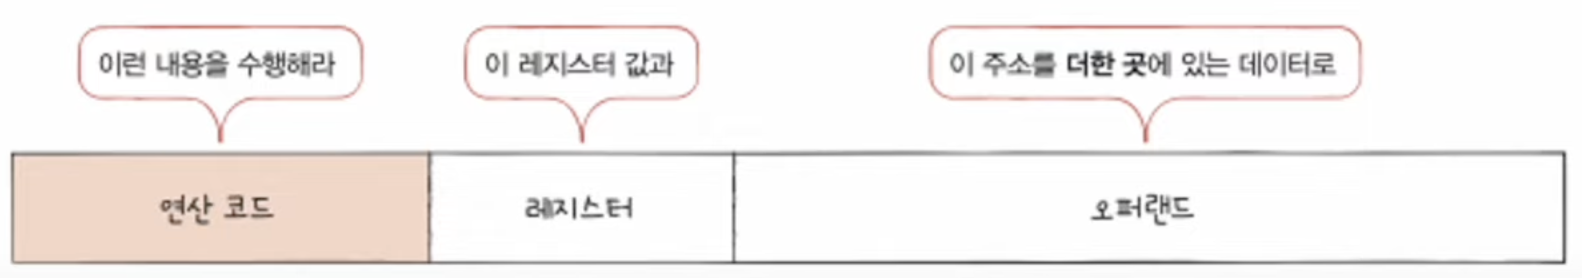 이런 내용을 수행해라
이 레지스터 값과
이 주소를 더한 곳에 있는 데이터로
연산 코드
레지스터
오퍼랜드